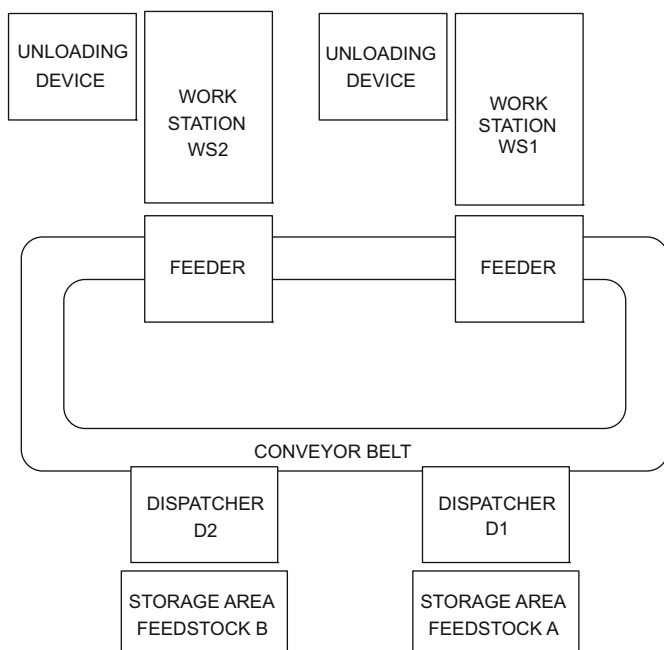 UNLOADING
DEVICE
WORK
STATION
WS2
UNLOADING
DEVICE
WORK
STATION
WS1
FEEDER
FEEDER
CONVEYOR BELT
DISPATCHER
D2
DISPATCHER
D1
STORAGE AREA
FEEDSTOCK B
STORAGE AREA
FEEDSTOCK A